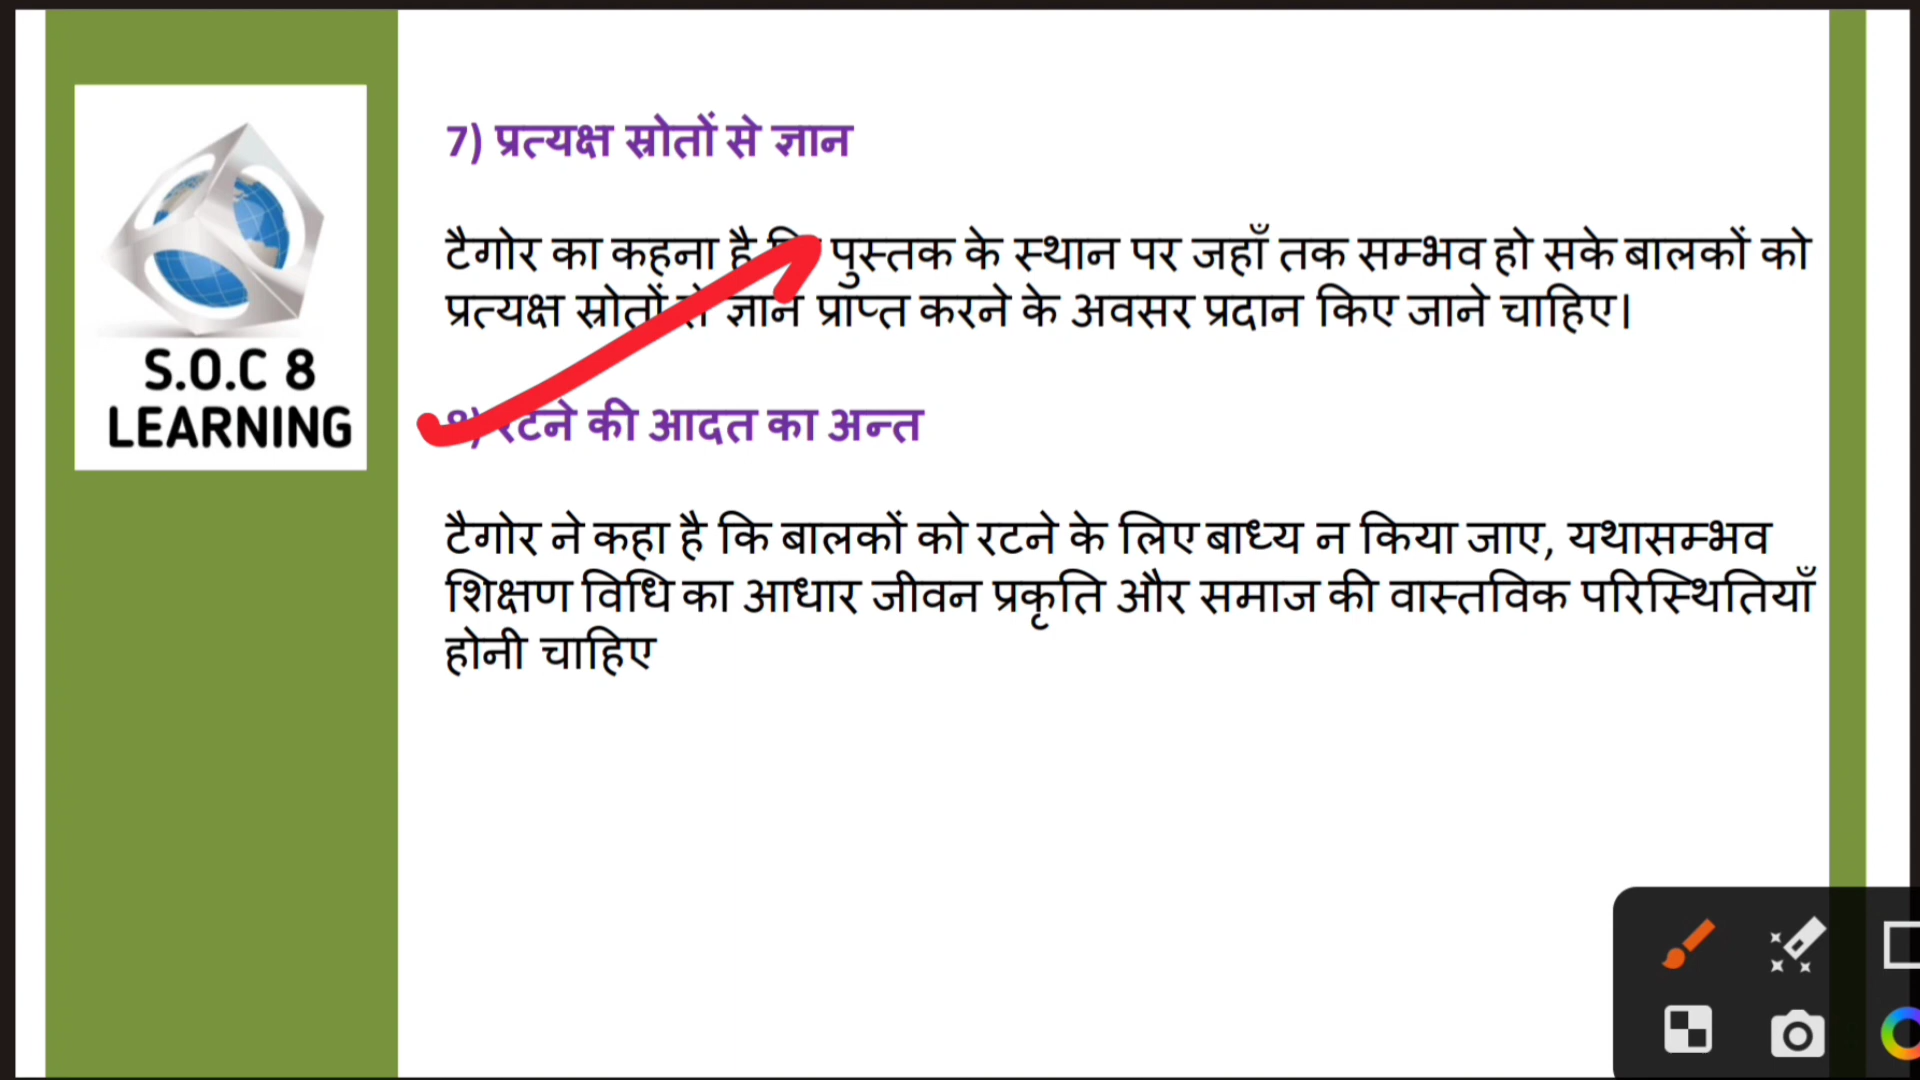 S.O.C 8
LEARNING
7) प्रत्यक्ष स्रोतों से ज्ञान
टैगोर का कहना है कि पुस्तक के स्थान पर जहाँ तक सम्भव हो सके बालकों को
प्रत्यक्ष स्रोतों से ज्ञान प्राप्त करने के अवसर प्रदान किए जाने चाहिए।
8) रटने की आदत का अन्त
टैगोर ने कहा है कि बालकों को रटने के लिए बाध्य न किया जाए, यथासम्भव
शिक्षण विधि का आधार जीवन प्रकृति और समाज की वास्तविक परिस्थितियाँ
होनी चाहिए